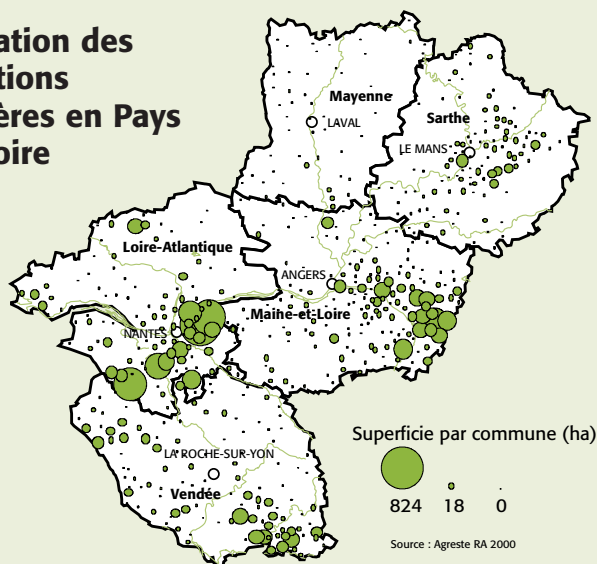 ation des
tions
ères en Pays
oire
Mayenne
LAVAL
Sarthe
LE MANS
Loire-Atlantique
ANGERS
Maine-et-Loire
NANTES
LA ROCHE-SUR-YON
Vendée
Superficie par commune (ha)
824 18 0
Source : Agreste RA 2000